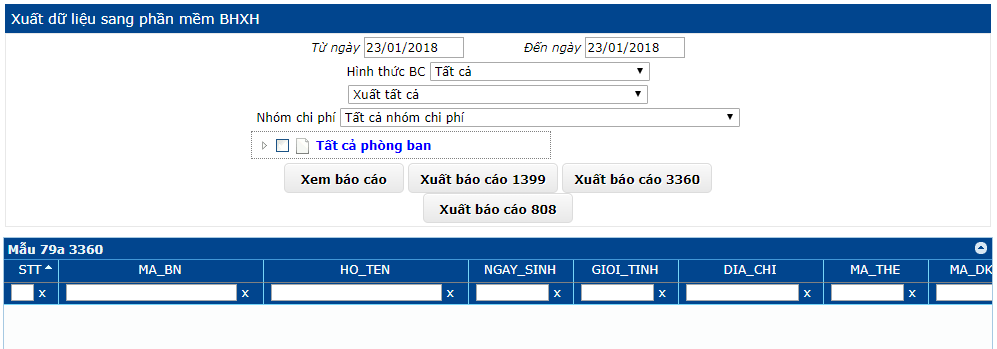 Xuất dữ liệu sang phần mềm BHXH
Từ ngày 23/01/2018 Đến ngày 23/01/2018
Hình thức BC Tất cả
Xuất tất cả
Nhóm chi phí Tất cả nhóm chi phí
Tất cả phòng ban
Xem báo cáo Xuất báo cáo 1399 Xuất báo cáo 3360
Xuất báo cáo 808
Mẫu 79a 3360
STT MA_BN HO_TEN NGAY_SINH GIOI_TINH DIA_CHI MA_THE MA_DK
x x x x x x x